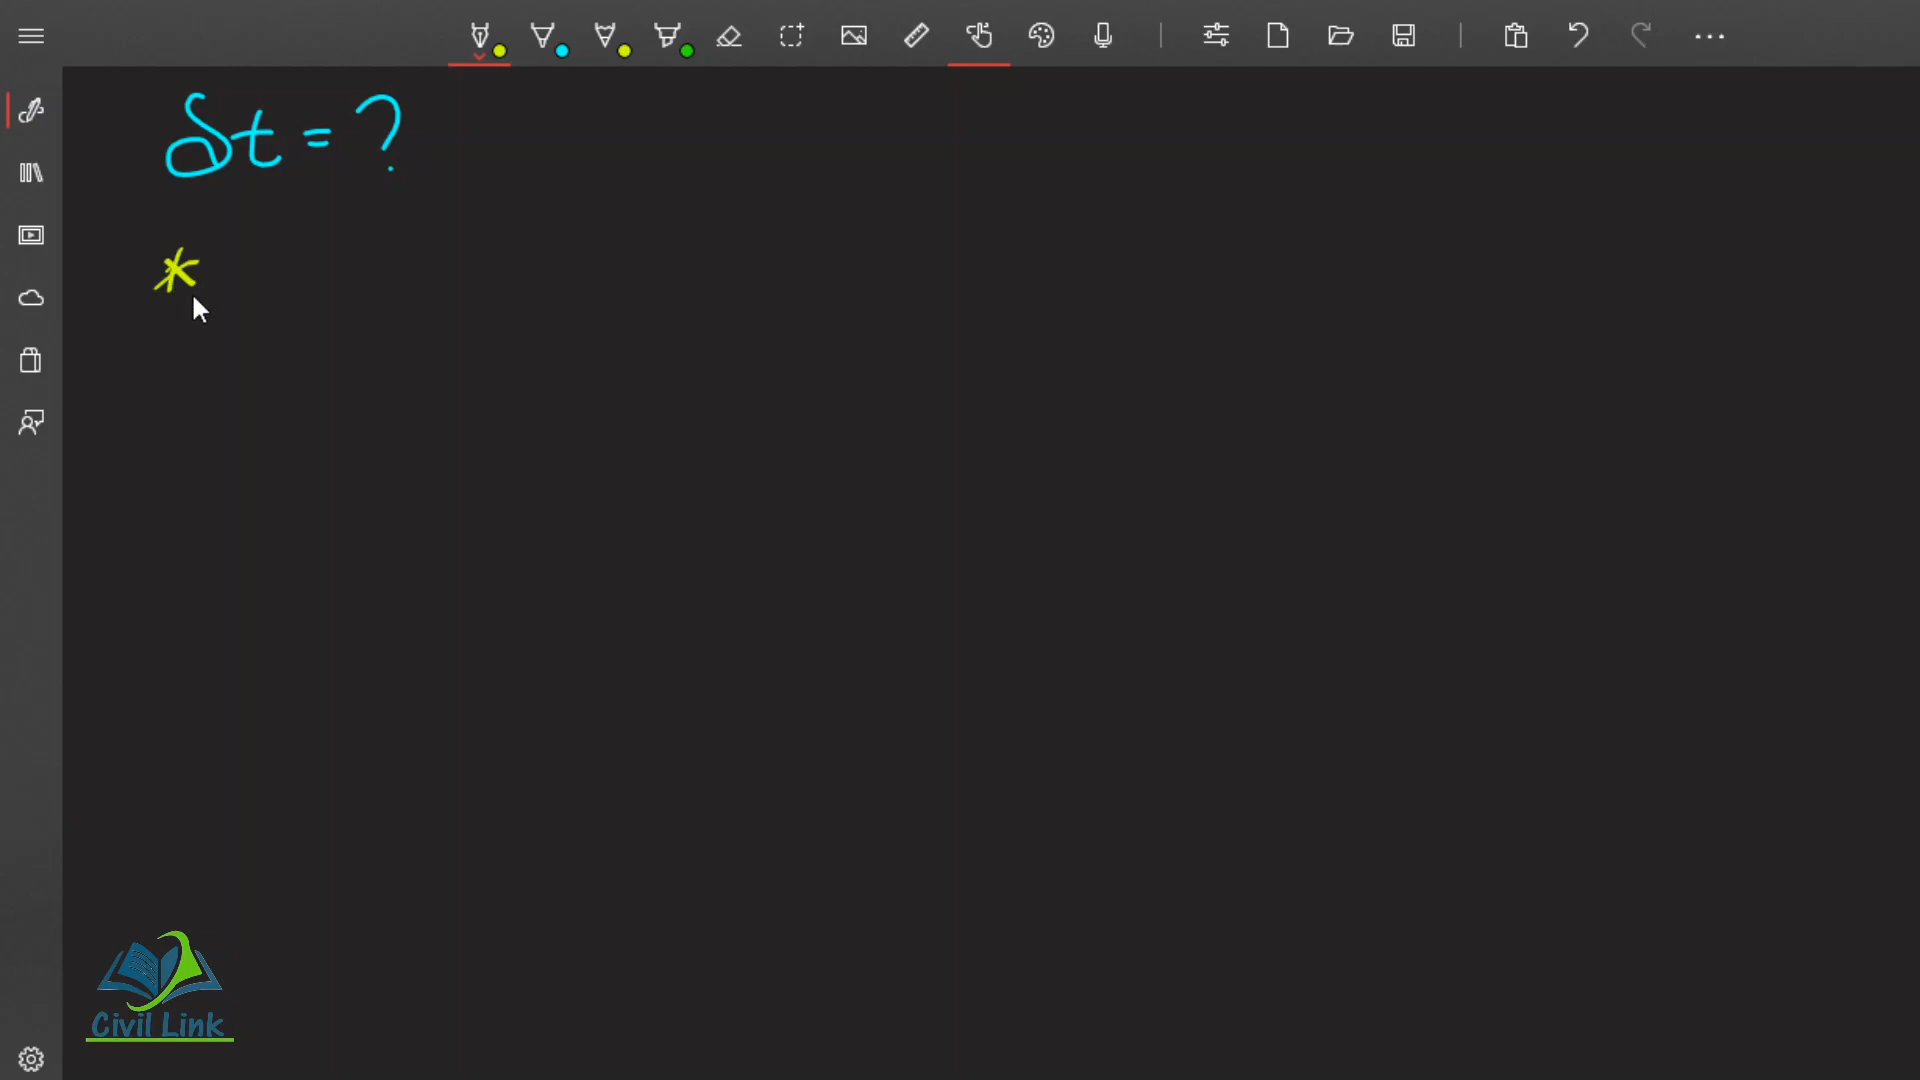 δt = ?
*
Civil Link